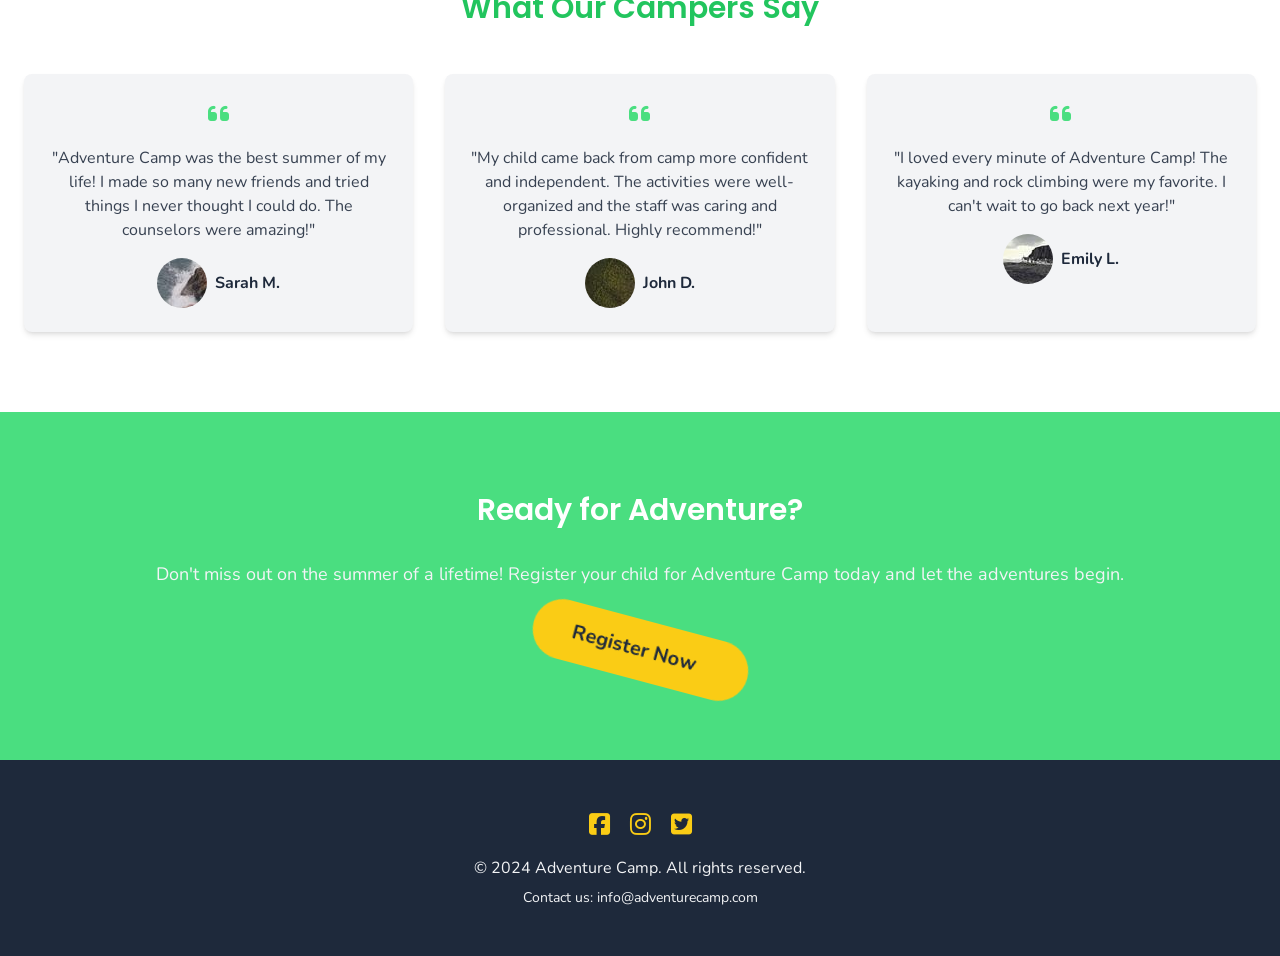 What Our Campers Say
"Adventure Camp was the best summer of my
life! I made so many new friends and tried
things I never thought I could do. The
counselors were amazing!"
Sarah M.
"My child came back from camp more confident
and independent. The activities were well-
organized and the staff was caring and
professional. Highly recommend!"
John D.
"I loved every minute of Adventure Camp! The
kayaking and rock climbing were my favorite. I
can't wait to go back next year!"
Emily L.
Ready for Adventure?
Don't miss out on the summer of a lifetime! Register your child for Adventure Camp today and let the adventures begin.
Register Now
© 2024 Adventure Camp. All rights reserved.
Contact us: info@adventurecamp.com